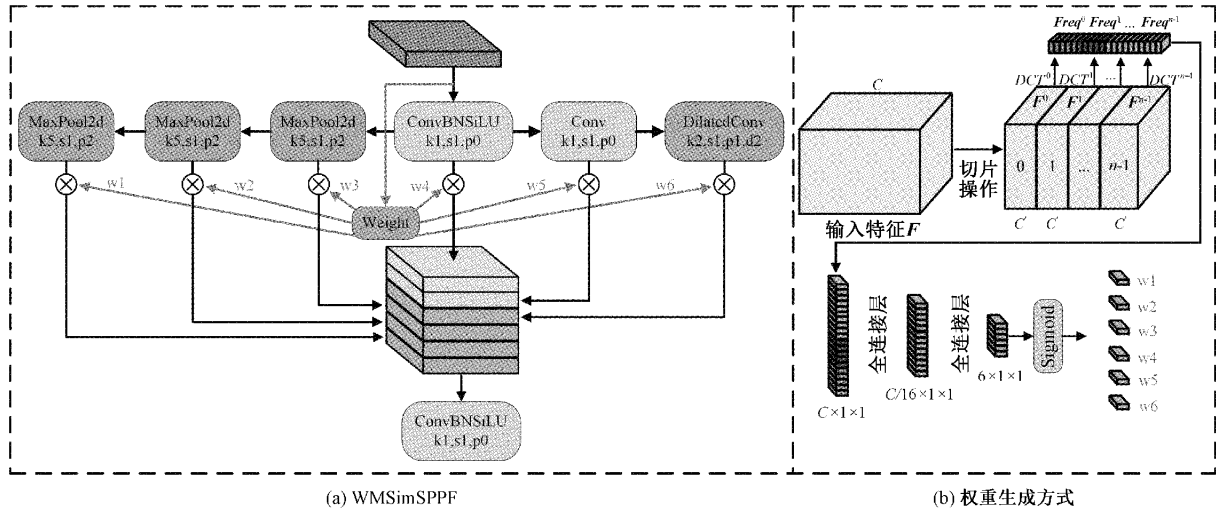 MaxPool2d
k5,s1,p2
MaxPool2d
k5,s1,p2
MaxPool2d
k5,s1,p2
ConvBNSiLU
k1,s1,p0
Conv
k1,s1,p0
DilatedConv
k2,s1,p1,d2
w1
w2
w3
w4
w5
w6
Weight
ConvBNSiLU
k1,s1,p0
(a) WMSimSPPF
Freq⁰ Freq¹ ... Freqⁿ⁻¹
DCT⁰ DCT¹ ... DCTⁿ⁻¹
C
F⁰ F¹ Fⁿ⁻¹
0 1 ... n-1
切片
操作
C' C' C'
输入特征F
全连接层
全连接层
Sigmoid
C×1×1
C/16×1×1
6×1×1
w1
w2
w3
w4
w5
w6
(b) 权重生成方式